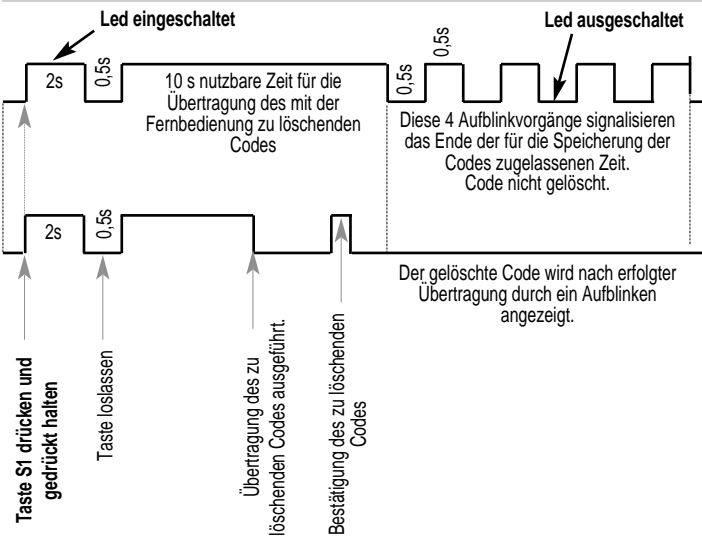 Led eingeschaltet
Led ausgeschaltet
2s
0,5s
10 s nutzbare Zeit für die
Übertragung des mit der
Fernbedienung zu löschenden
Codes
0,5s
0,5s
Diese 4 Aufblinkvorgänge signalisieren
das Ende der für die Speicherung der
Codes zugelassenen Zeit.
Code nicht gelöscht.
2s
0,5s
Der gelöschte Code wird nach erfolgter
Übertragung durch ein Aufblinken
angezeigt.
Taste S1 drücken und
gedrückt halten
Taste loslassen
Übertragung des zu
löschenden Codes ausgeführt.
Bestätigung des zu löschenden
Codes